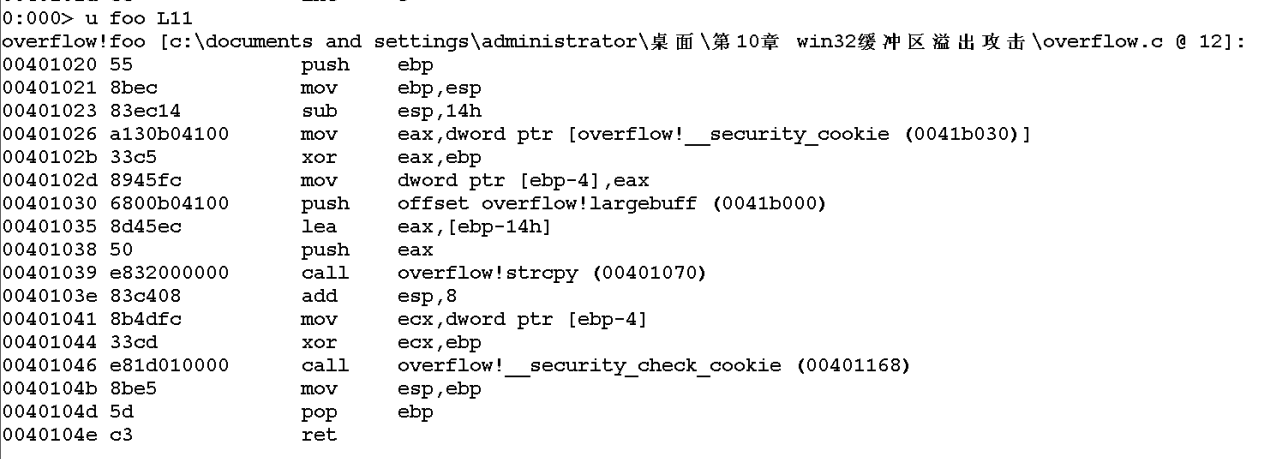 0:000> u foo L11
overflow!foo [c:\documents and settings\administrator\桌面\第10章 win32缓冲区溢出攻击\overflow.c @ 12]:
00401020 55 push ebp
00401021 8bec mov ebp,esp
00401023 83ec14 sub esp,14h
00401026 a130b04100 mov eax,dword ptr [overflow!__security_cookie (0041b030)]
0040102b 33c5 xor eax,ebp
0040102d 8945fc mov dword ptr [ebp-4],eax
00401030 6800b04100 push offset overflow!largebuff (0041b000)
00401035 8d45ec lea eax,[ebp-14h]
00401038 50 push eax
00401039 e832000000 call overflow!strcpy (00401070)
0040103e 83c408 add esp,8
00401041 8b4dfc mov ecx,dword ptr [ebp-4]
00401044 33cd xor ecx,ebp
00401046 e81d010000 call overflow!__security_check_cookie (00401168)
0040104b 8be5 mov esp,ebp
0040104d 5d pop ebp
0040104e c3 ret